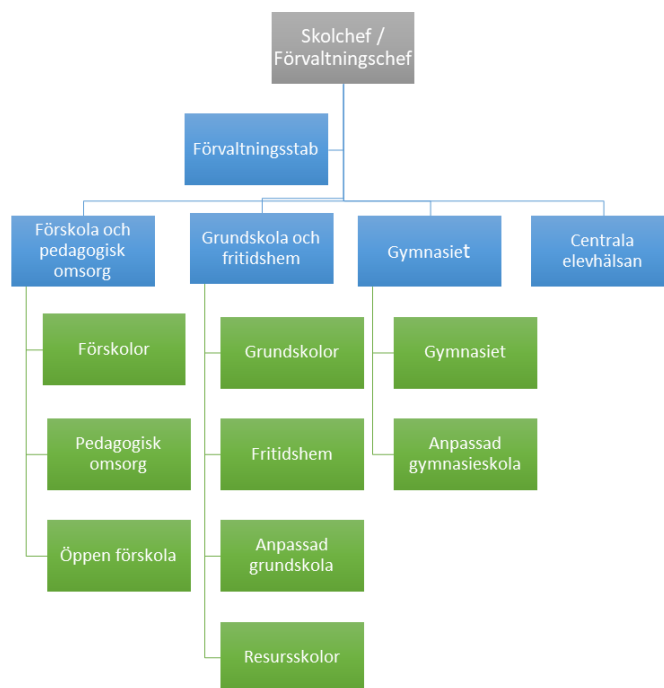 Skolchef /
Förvaltningschef
Förvaltningsstab
Förskola och
pedagogisk
omsorg
Grundskola och
fritidshem
Gymnasiet
Centrala
elevhälsan
Förskolor
Grundskolor
Gymnasiet
Pedagogisk
omsorg
Fritidshem
Anpassad
gymnasieskola
Öppen förskola
Anpassad
grundskola
Resursskolor